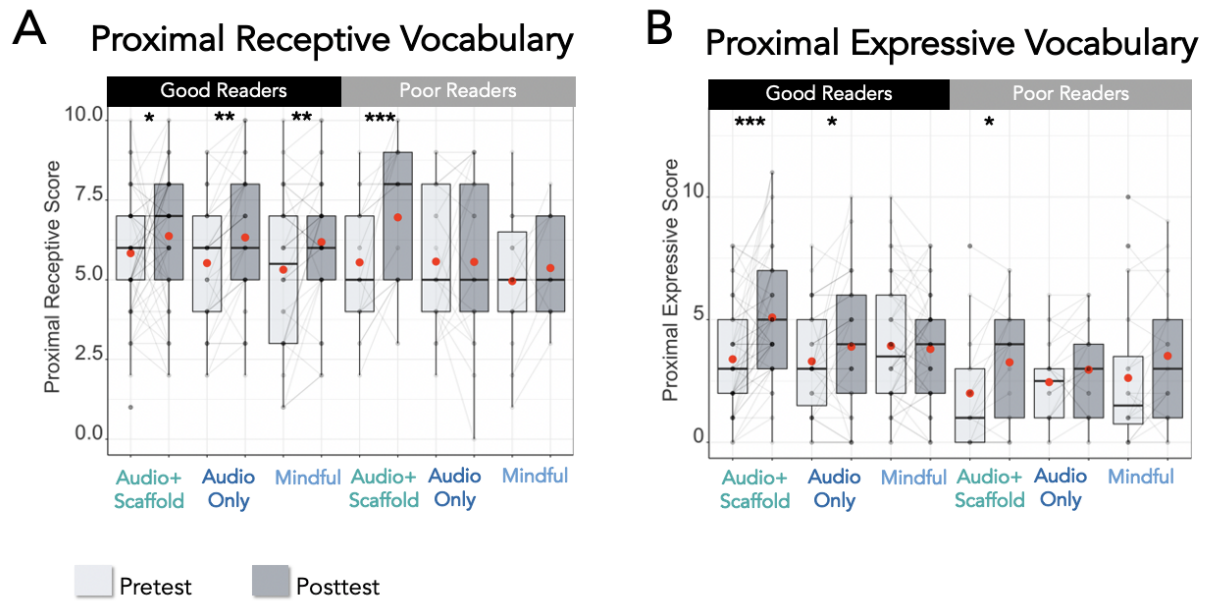 A Proximal Receptive Vocabulary
Good Readers Poor Readers
* ** ** ***
10.0
7.5
5.0
2.5
0.0
Proximal Receptive Score
Audio+ Scaffold
Audio Only
Mindful
Audio+ Scaffold
Audio Only
Mindful
B Proximal Expressive Vocabulary
Good Readers Poor Readers
*** * *
10
5
0
Proximal Expressive Score
Audio+ Scaffold
Audio Only
Mindful
Audio+ Scaffold
Audio Only
Mindful
Pretest Posttest